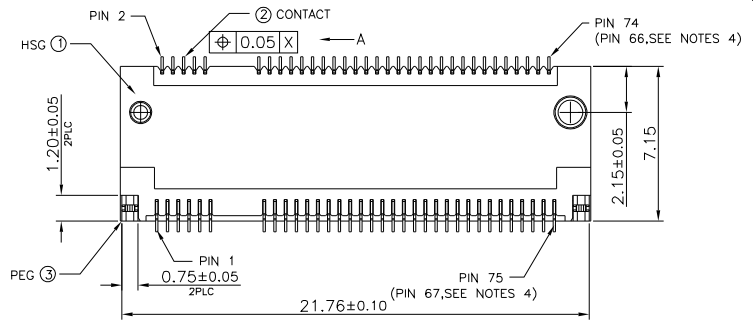 PIN 2
② CONTACT
PIN 74
(PIN 66,SEE NOTES 4)
HSG ①
⌖ 0.05 X
A
1.20±0.05
2PLC
2.15±0.05
7.15
PIN 1
PEG ③
0.75±0.05
2PLC
PIN 75
(PIN 67,SEE NOTES 4)
21.76±0.10